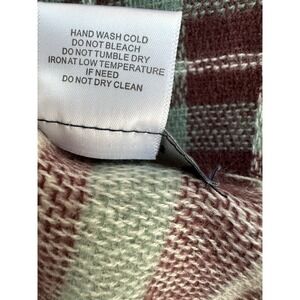 HAND WASH COLD
DO NOT BLEACH
DO NOT TUMBLE DRY
IRON AT LOW TEMPERATURE
IF NEED
DO NOT DRY CLEAN